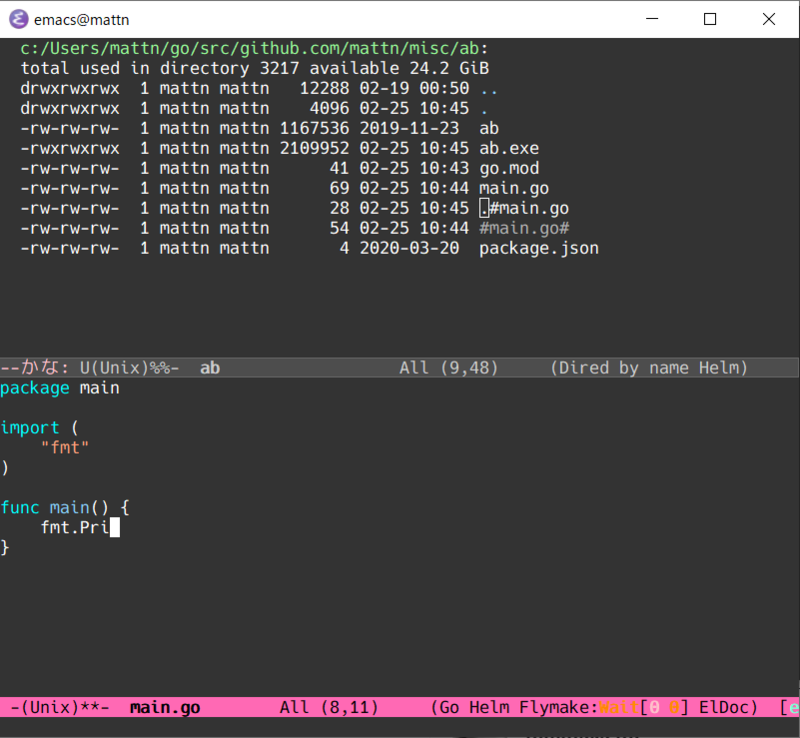 emacs@mattn
c:/Users/mattn/go/src/github.com/mattn/misc/ab:
total used in directory 3217 available 24.2 GiB
drwxrwxrwx  1 mattn mattn   12288 02-19 00:50 ..
drwxrwxrwx  1 mattn mattn    4096 02-25 10:45 .
-rw-rw-rw-  1 mattn mattn 1167536 2019-11-23  ab
-rwxrwxrwx  1 mattn mattn 2109952 02-25 10:45 ab.exe
-rw-rw-rw-  1 mattn mattn      41 02-25 10:43 go.mod
-rw-rw-rw-  1 mattn mattn      69 02-25 10:44 main.go
-rw-rw-rw-  1 mattn mattn      28 02-25 10:45 .#main.go
-rw-rw-rw-  1 mattn mattn      54 02-25 10:44 #main.go#
-rw-rw-rw-  1 mattn mattn       4 2020-03-20  package.json
--かな: U(Unix)%%-  ab                  All (9,48)     (Dired by name Helm)
package main
import (
    "fmt"
)
func main() {
    fmt.Pri
}
-(Unix)**-  main.go        All (8,11)     (Go Helm Flymake:Wait[0 0] ElDoc)  [e